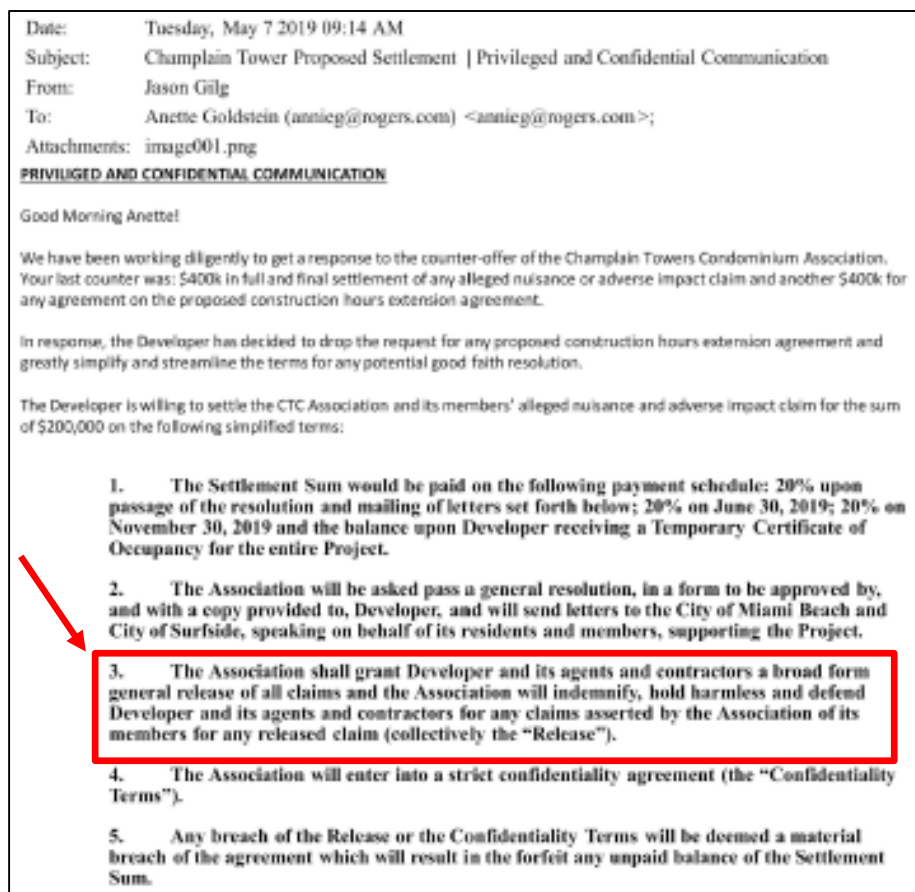 Date: Tuesday, May 7 2019 09:14 AM
Subject: Champlain Tower Proposed Settlement | Privileged and Confidential Communication
From: Jason Gilg
To: Anette Goldstein (annieg@rogers.com) <annieg@rogers.com>;
Attachments: image001.png
PRIVILIGED AND CONFIDENTIAL COMMUNICATION
Good Morning Anette!
We have been working diligently to get a response to the counter-offer of the Champlain Towers Condominium Association.
Your last counter was: $400k in full and final settlement of any alleged nuisance or adverse impact claim and another $400k for
any agreement on the proposed construction hours extension agreement.
In response, the Developer has decided to drop the request for any proposed construction hours extension agreement and
greatly simplify and streamline the terms for any potential good faith resolution.
The Developer is willing to settle the CTC Association and its members' alleged nuisance and adverse impact claim for the sum
of $200,000 on the following simplified terms:
1. The Settlement Sum would be paid on the following payment schedule: 20% upon
passage of the resolution and mailing of letters set forth below; 20% on June 30, 2019; 20% on
November 30, 2019 and the balance upon Developer receiving a Temporary Certificate of
Occupancy for the entire Project.
2. The Association will be asked pass a general resolution, in a form to be approved by,
and with a copy provided to, Developer, and will send letters to the City of Miami Beach and
City of Surfside, speaking on behalf of its residents and members, supporting the Project.
3. The Association shall grant Developer and its agents and contractors a broad form
general release of all claims and the Association will indemnify, hold harmless and defend
Developer and its agents and contractors for any claims asserted by the Association of its
members for any released claim (collectively the "Release").
4. The Association will enter into a strict confidentiality agreement (the "Confidentiality
Terms").
5. Any breach of the Release or the Confidentiality Terms will be deemed a material
breach of the agreement which will result in the forfeit any unpaid balance of the Settlement
Sum.